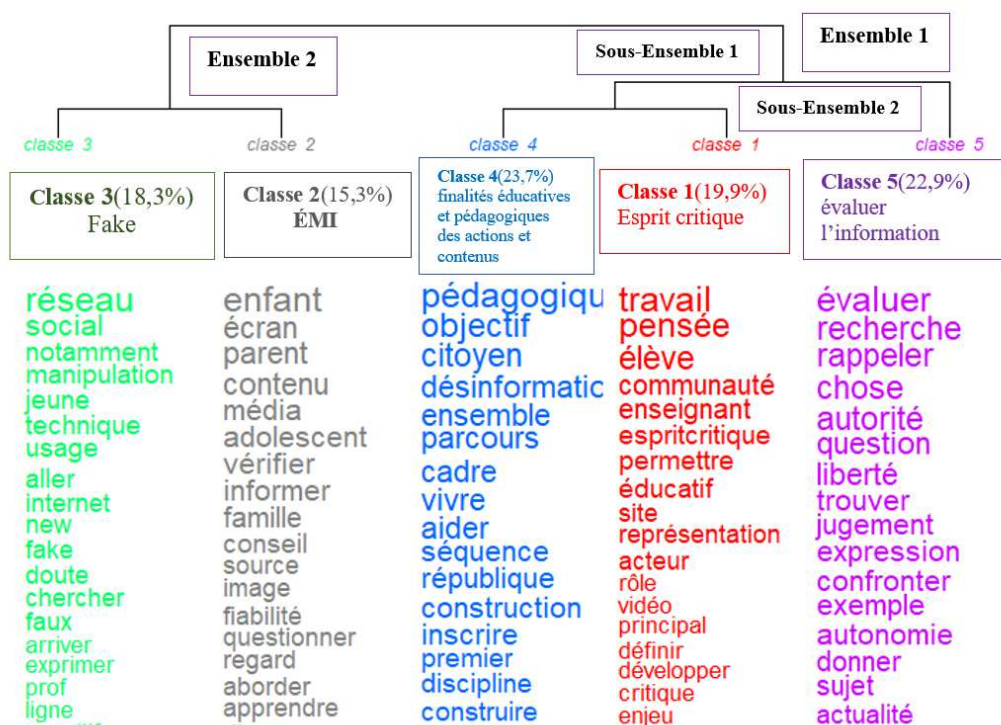 Ensemble 1
Ensemble 2
Sous-Ensemble 1
Sous-Ensemble 2
classe 3
classe 2
classe 4
classe 1
classe 5
Classe 3(18,3%)
Fake
Classe 2(15,3%)
ÉMI
Classe 4(23,7%)
finalités éducatives
et pédagogiques
des actions et
contenus
Classe 1(19,9%)
Esprit critique
Classe 5(22,9%)
évaluer
l’information
réseau
social
notamment
manipulation
jeune
technique
usage
aller
internet
new
fake
doute
chercher
faux
arriver
exprimer
prof
ligne
enfant
écran
parent
contenu
média
adolescent
vérifier
informer
famille
conseil
source
image
fiabilité
questionner
regard
aborder
apprendre
pédagogiqu
objectif
citoyen
désinformatic
ensemble
parcours
cadre
vivre
aider
séquence
république
construction
inscrire
premier
discipline
construire
travail
pensée
élève
communauté
enseignant
espritcritique
permettre
éducatif
site
représentation
acteur
rôle
vidéo
principal
définir
développer
critique
enjeu
évaluer
recherche
rappeler
chose
autorité
question
liberté
trouver
jugement
expression
confronter
exemple
autonomie
donner
sujet
actualité